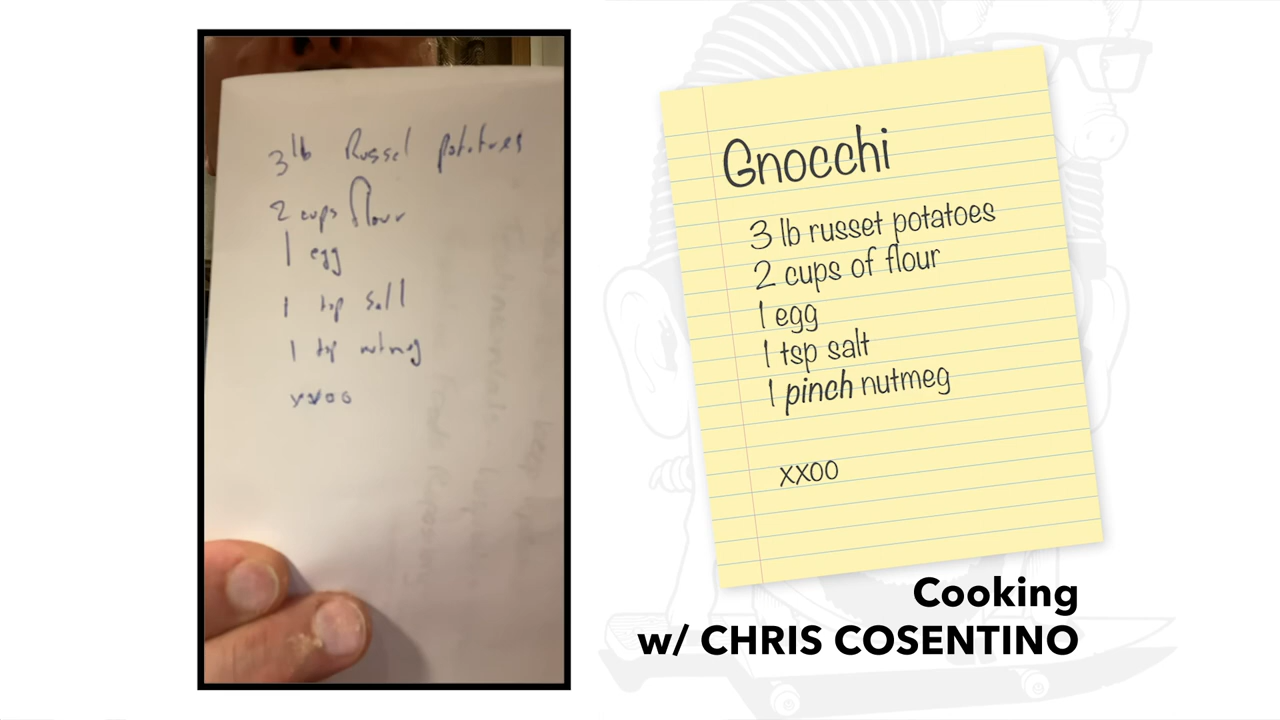 3 lb Russel potatoes
2 cups flour
1 egg
1 tsp salt
1 tsp nutmeg
xxoo
Gnocchi
3 lb russet potatoes
2 cups of flour
1 egg
1 tsp salt
1 pinch nutmeg
xxoo
Cooking
w/ CHRIS COSENTINO